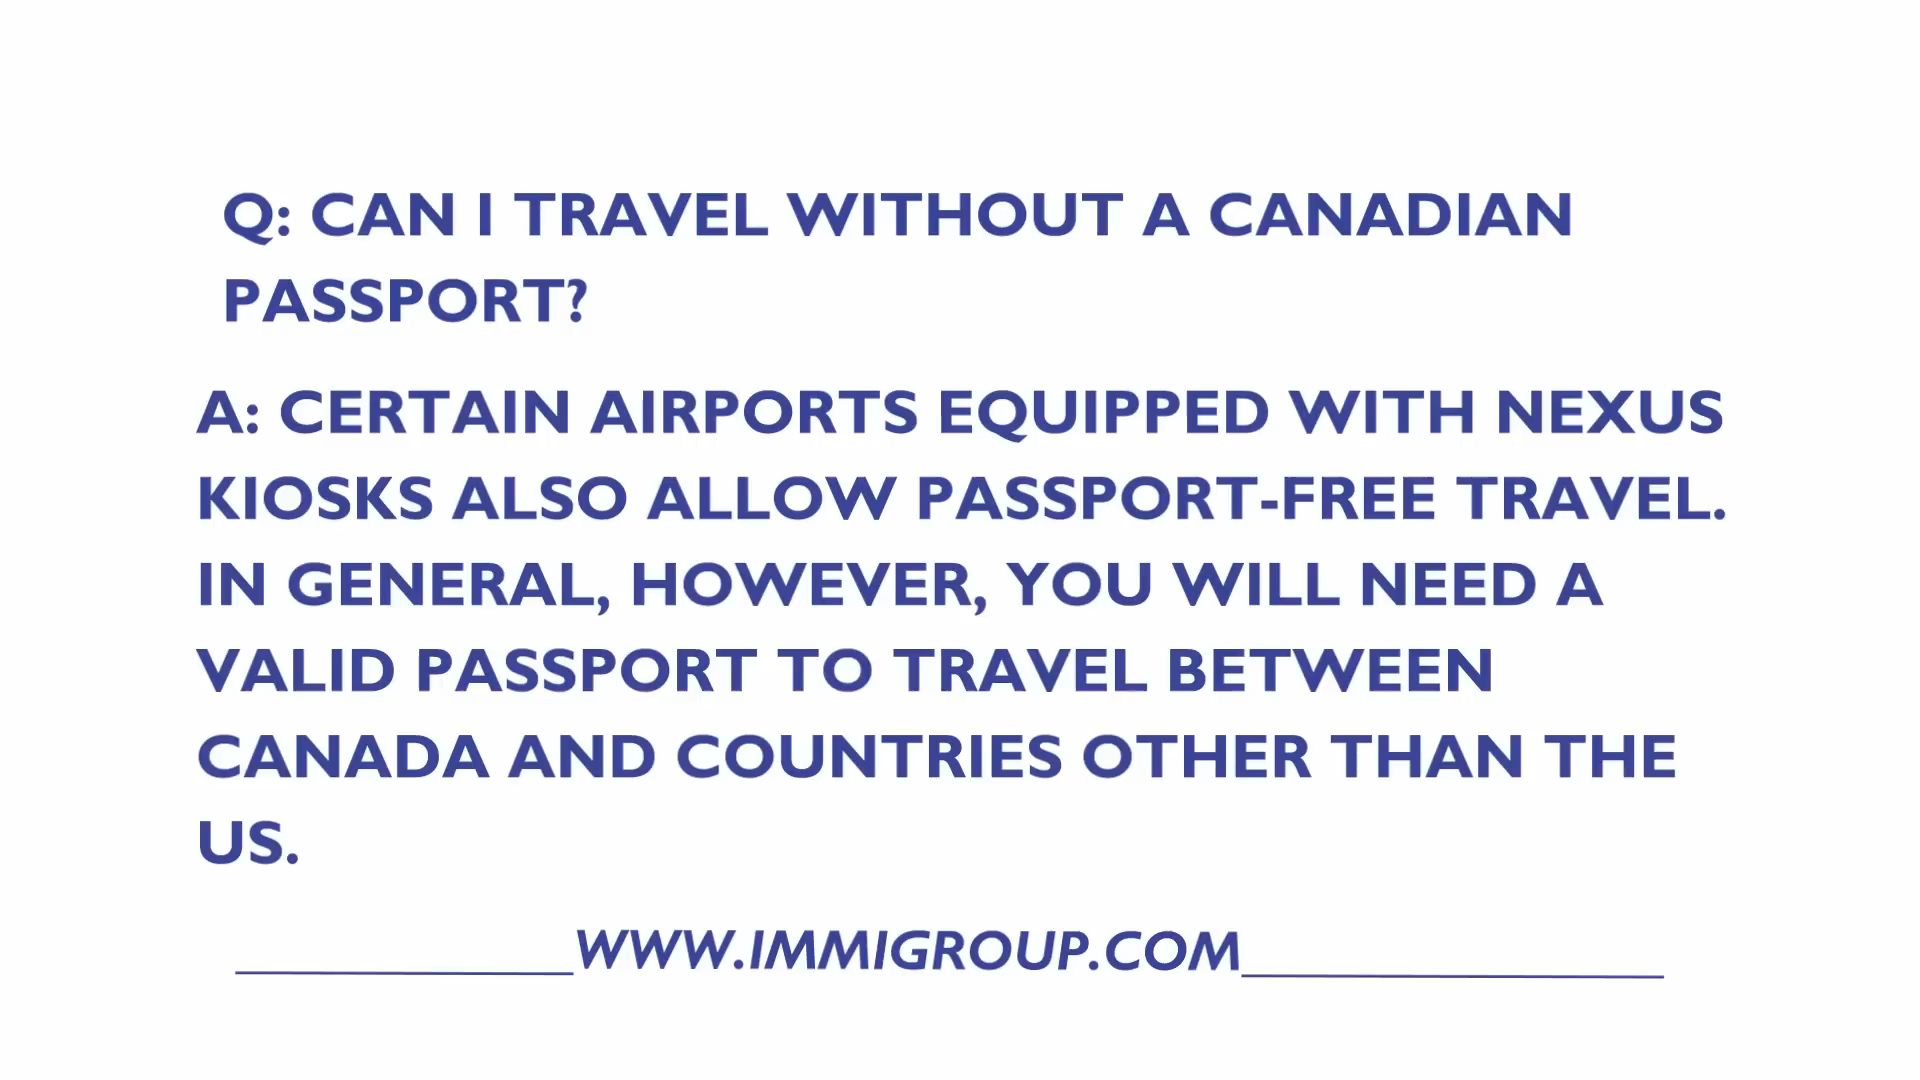 Q: CAN I TRAVEL WITHOUT A CANADIAN
PASSPORT?
A: CERTAIN AIRPORTS EQUIPPED WITH NEXUS
KIOSKS ALSO ALLOW PASSPORT-FREE TRAVEL.
IN GENERAL, HOWEVER, YOU WILL NEED A
VALID PASSPORT TO TRAVEL BETWEEN
CANADA AND COUNTRIES OTHER THAN THE
US.
WWW.IMMIGROUP.COM